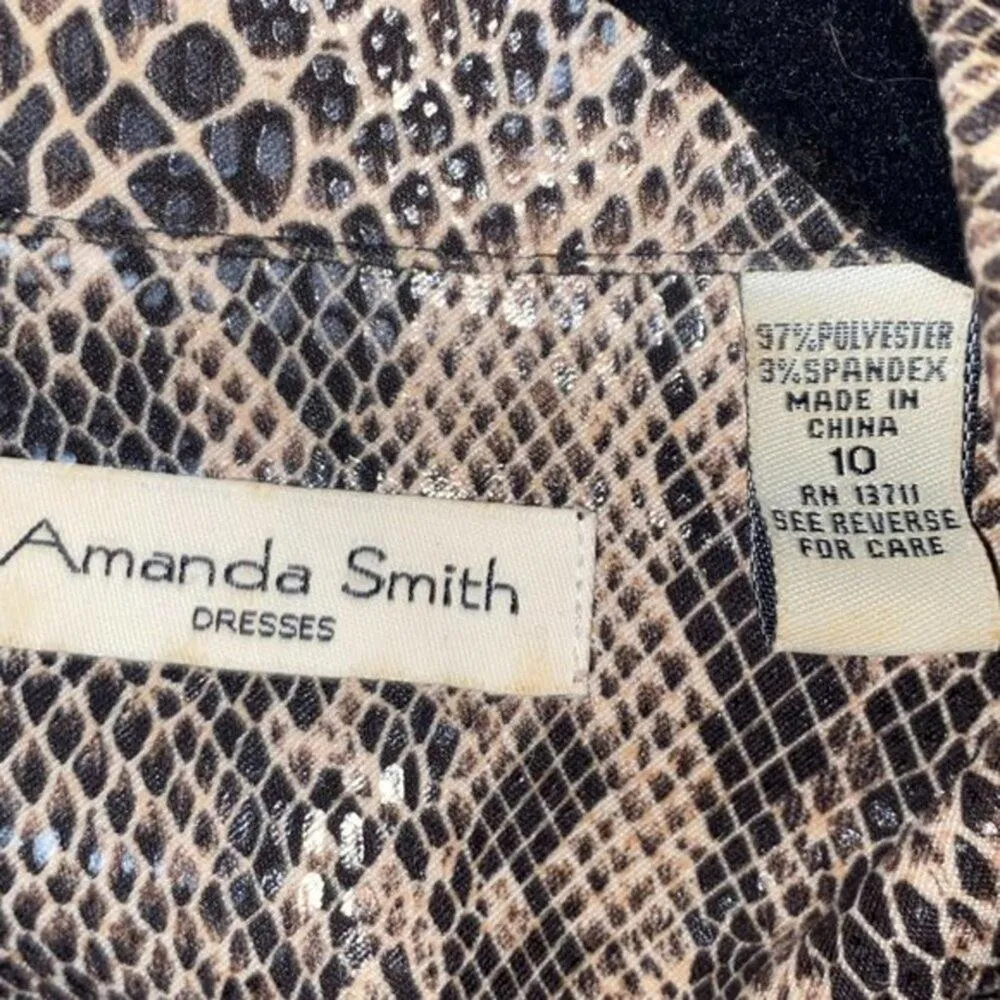 Amanda Smith
DRESSES
97% POLYESTER
3% SPANDEX
MADE IN
CHINA
10
RN 13711
SEE REVERSE
FOR CARE